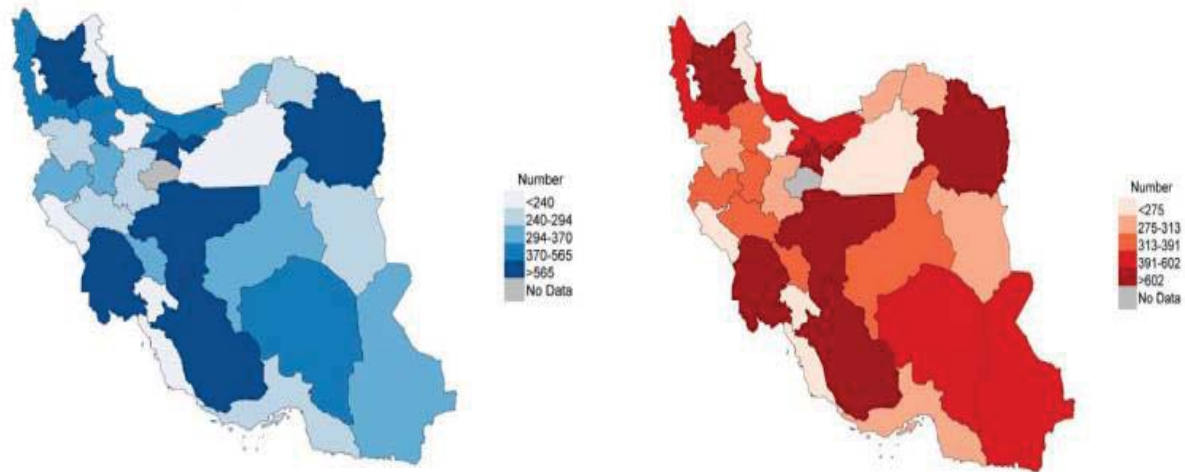 Number
<240
240-294
294-370
370-565
>565
No Data
Number
<275
275-313
313-391
391-602
>602
No Data